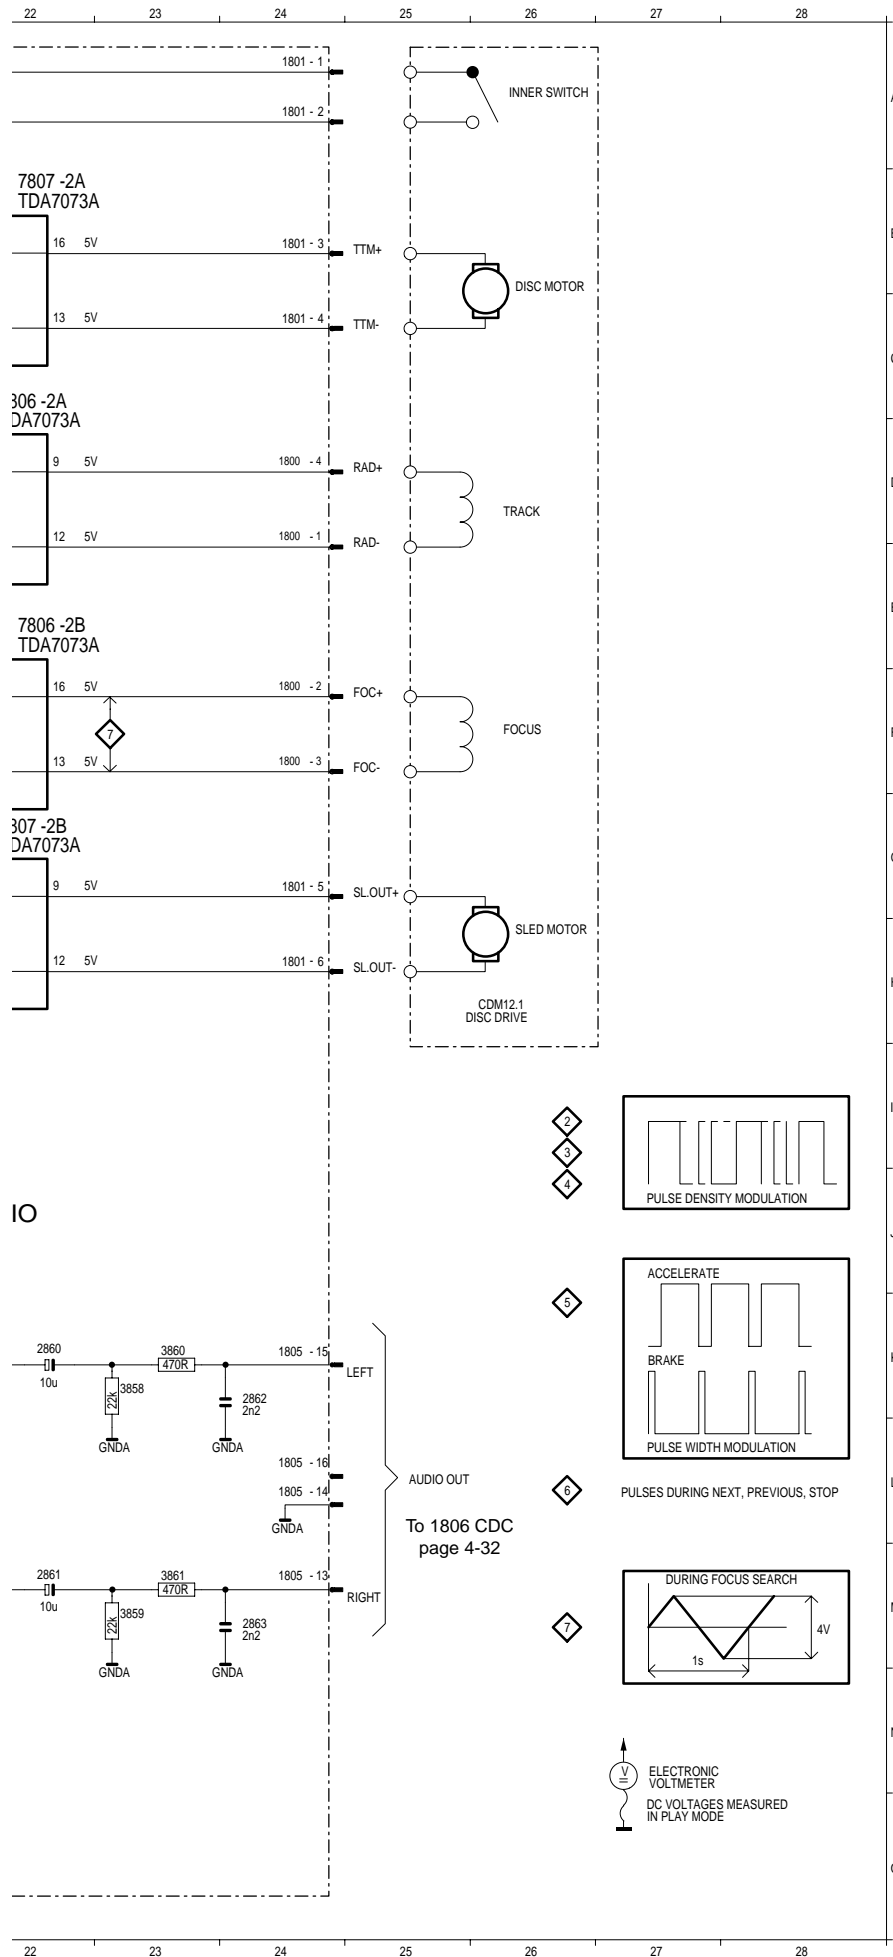 22 23 24 25 26 27 28
1801 - 1
INNER SWITCH
1801 - 2
7807 -2A
TDA7073A
16 5V 1801 - 3 TTM+
DISC MOTOR
13 5V 1801 - 4 TTM-
306 -2A
DA7073A
9 5V 1800 - 4 RAD+
TRACK
12 5V 1800 - 1 RAD-
7806 -2B
TDA7073A
16 5V 1800 - 2 FOC+
7
FOCUS
13 5V 1800 - 3 FOC-
307 -2B
DA7073A
9 5V 1801 - 5 SL.OUT+
SLED MOTOR
12 5V 1801 - 6 SL.OUT-
CDM12.1
DISC DRIVE
2
3
4
PULSE DENSITY MODULATION
IO
ACCELERATE
5
BRAKE
PULSE WIDTH MODULATION
2860 3860 1805 - 15
10u 470R LEFT
3858
22k
2862
2n2
GNDA GNDA
1805 - 16
AUDIO OUT
1805 - 14
GNDA
To 1806 CDC
page 4-32
6 PULSES DURING NEXT, PREVIOUS, STOP
2861 3861 1805 - 13
10u 470R RIGHT
3859
22k
2863
2n2
GNDA GNDA
DURING FOCUS SEARCH
7
4V
1s
V
ELECTRONIC
VOLTMETER
DC VOLTAGES MEASURED
IN PLAY MODE
22 23 24 25 26 27 28